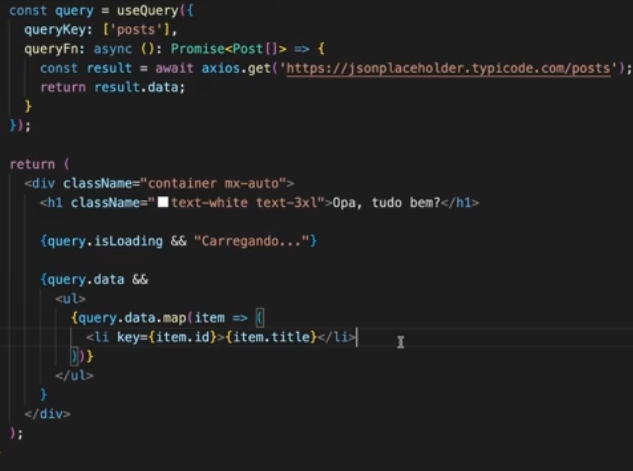 const query = useQuery({
  queryKey: ['posts'],
  queryFn: async (): Promise<Post[]> => {
    const result = await axios.get('https://jsonplaceholder.typicode.com/posts');
    return result.data;
  }
});

return (
  <div className="container mx-auto">
    <h1 className="text-white text-3xl">Opa, tudo bem?</h1>

    {query.isLoading && "Carregando..."}

    {query.data &&
      <ul>
        {query.data.map(item => (
          <li key={item.id}>{item.title}</li>
        ))}
      </ul>
    }
  </div>
);